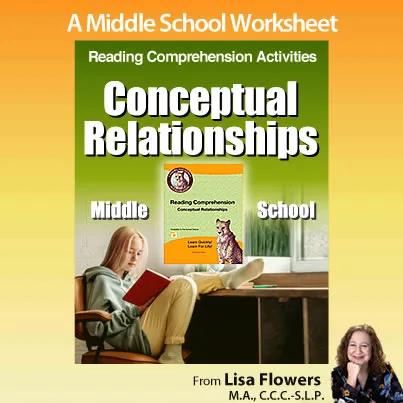 A Middle School Worksheet
Reading Comprehension Activities
Conceptual
Relationships
Reading Comprehension
Conceptual Relationships
Learn Quickly!
Learn For Life!
Middle School
From Lisa Flowers
M.A., C.C.C.-S.L.P.